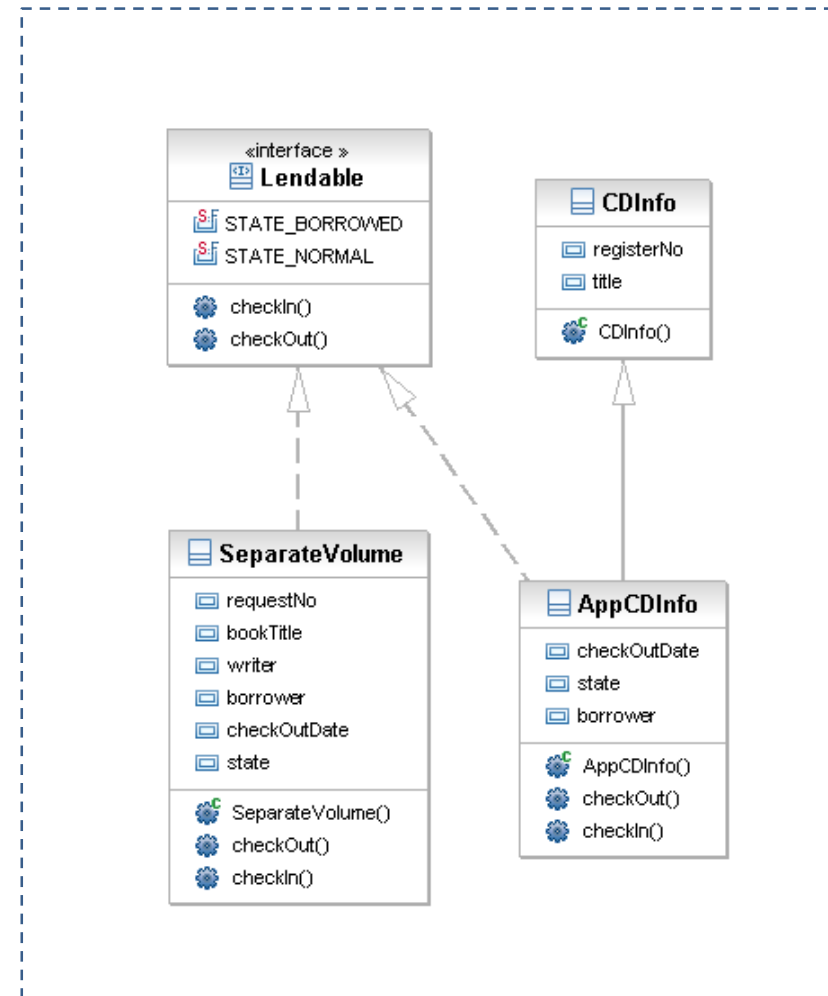 «interface »
Lendable
STATE_BORROWED
STATE_NORMAL
checkIn()
checkOut()
CDInfo
registerNo
title
CDInfo()
SeparateVolume
requestNo
bookTitle
writer
borrower
checkOutDate
state
SeparateVolume()
checkOut()
checkIn()
AppCDInfo
checkOutDate
state
borrower
AppCDInfo()
checkOut()
checkIn()